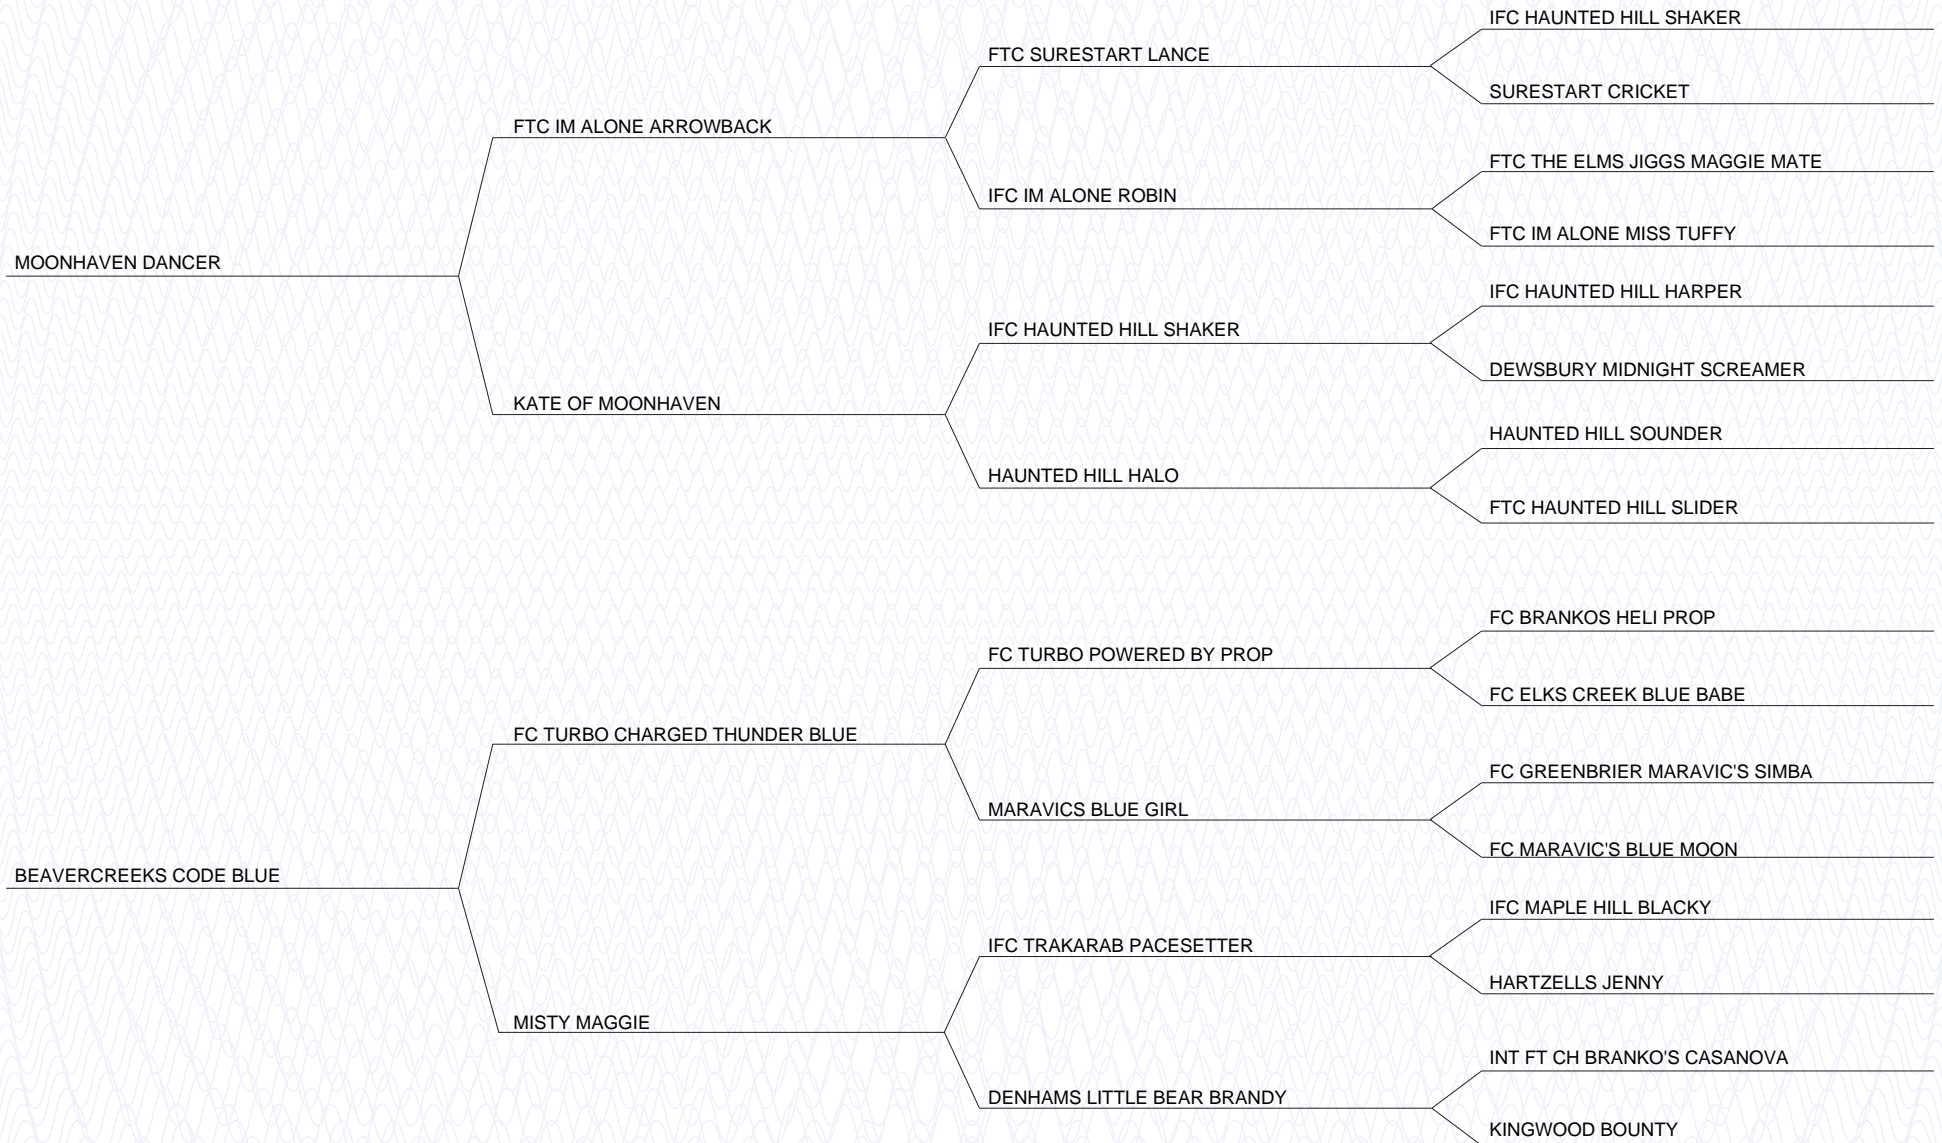 IFC HAUNTED HILL SHAKER
FTC SURESTART LANCE
SURESTART CRICKET
FTC IM ALONE ARROWBACK
FTC THE ELMS JIGGS MAGGIE MATE
IFC IM ALONE ROBIN
FTC IM ALONE MISS TUFFY
MOONHAVEN DANCER
IFC HAUNTED HILL HARPER
IFC HAUNTED HILL SHAKER
DEWSBURY MIDNIGHT SCREAMER
KATE OF MOONHAVEN
HAUNTED HILL SOUNDER
HAUNTED HILL HALO
FTC HAUNTED HILL SLIDER
FC BRANKOS HELI PROP
FC TURBO POWERED BY PROP
FC ELKS CREEK BLUE BABE
FC TURBO CHARGED THUNDER BLUE
FC GREENBRIER MARAVIC'S SIMBA
MARAVICS BLUE GIRL
FC MARAVIC'S BLUE MOON
BEAVERCREEKS CODE BLUE
IFC MAPLE HILL BLACKY
IFC TRAKARAB PACESETTER
HARTZELLS JENNY
MISTY MAGGIE
INT FT CH BRANKO'S CASANOVA
DENHAMS LITTLE BEAR BRANDY
KINGWOOD BOUNTY